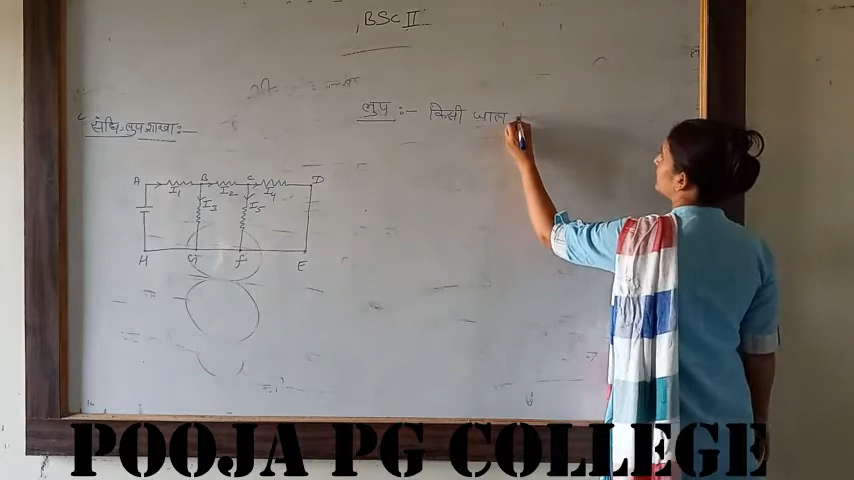 BSc II
संधि, लुप शाखा :-
लुप :- किसी जाल
A B C D
I₁ I₂ I₄
I₃ I₅
H G f E
POOJA PG COLLEGE